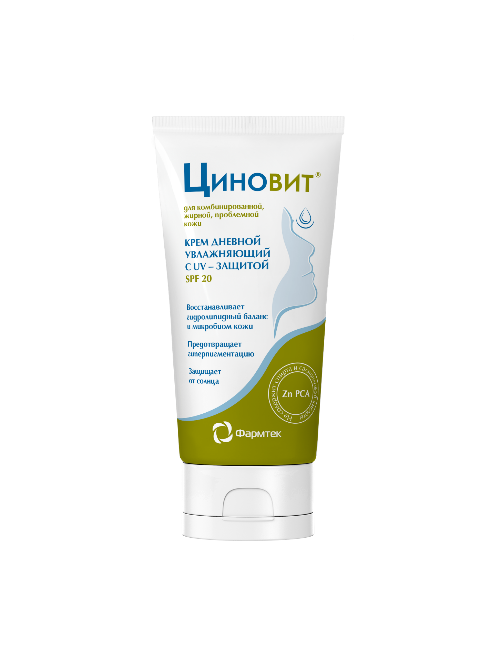 Циновит®
для комбинированной,
жирной, проблемной
кожи
КРЕМ ДНЕВНОЙ
УВЛАЖНЯЮЩИЙ
С UV – ЗАЩИТОЙ
SPF 20
Восстанавливает
гидролипидный баланс
и микробиом кожи
Предотвращает
гиперпигментацию
Защищает
от солнца
Zn PCA
Фармтек